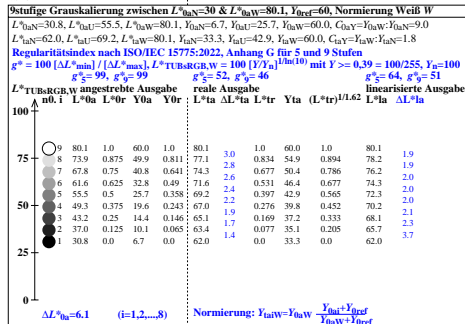 9stufige Grauskalierung zwischen L*0aN=30 & L*0aW=80.1, Y0ref=60, Normierung Weiß W
L*0aN=30.8, L*0aU=55.5, L*0aW=80.1, Y0aN=6.7, Y0aU=25.7, Y0aW=60.0, C0aY=Y0aW:Y0aN=9.0
L*taN=62.0, L*taU=69.2, L*taW=80.1, YtaN=33.3, YtaU=42.9, YtaW=60.0, CtaY=YtaW:YtaN=1.8
Regularitätsindex nach ISO/IEC 15775:2022, Anhang G für 5 und 9 Stufen
g* = 100 [ΔL*min] / [ΔL*max], L*TUBsRGB,W = 100 [Y/Yn]1/ln(10) mit Y >= 0,39 = 100/255, Yn=100
g*5= 99, g*9= 99 g*5= 52, g*9= 46 g*5= 64, g*9= 51
L*TUBsRGB,W angestrebte Ausgabe reale Ausgabe linearisierte Ausgabe
n0. i L*0a L*0r Y0a Y0r L*ta ΔL*ta L*tr Yta (L*tr)1/1.62 L*la ΔL*la
100
9 80.1 1.0 60.0 1.0 80.1 1.0 60.0 1.0 80.1
3.0 1.9
8 73.9 0.875 49.9 0.811 77.1 0.834 54.9 0.894 78.2
2.8 1.9
75
7 67.8 0.75 40.8 0.641 74.3 0.677 50.4 0.786 76.2
2.6 1.9
6 61.6 0.625 32.8 0.49 71.6 0.531 46.4 0.677 74.3
2.4 1.9
5 55.5 0.5 25.7 0.358 69.2 0.397 42.9 0.565 72.3
2.2 2.0
50
4 49.3 0.375 19.6 0.243 67.0 0.276 39.8 0.452 70.2
1.9 2.1
3 43.2 0.25 14.4 0.146 65.1 0.169 37.2 0.333 68.1
1.7 2.3
2 37.0 0.125 10.1 0.065 63.4 0.077 35.1 0.205 65.7
1.4 3.7
25
1 30.8 0.0 6.7 0.0 62.0 0.0 33.3 0.0 62.0
ΔL*0a=6.1 (i=1,2,...,8) Normierung: YtaiW=Y0aW (Y0ai+Y0ref)/(Y0aW+Y0ref)
0